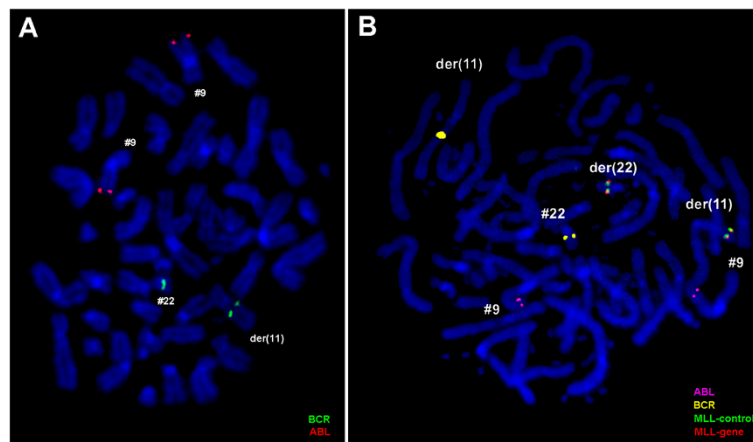 A
#9
#9
#22
der(11)
BCR
ABL
B
der(11)
der(22)
#22
der(11)
#9
#9
ABL
BCR
MLL-control
MLL-gene